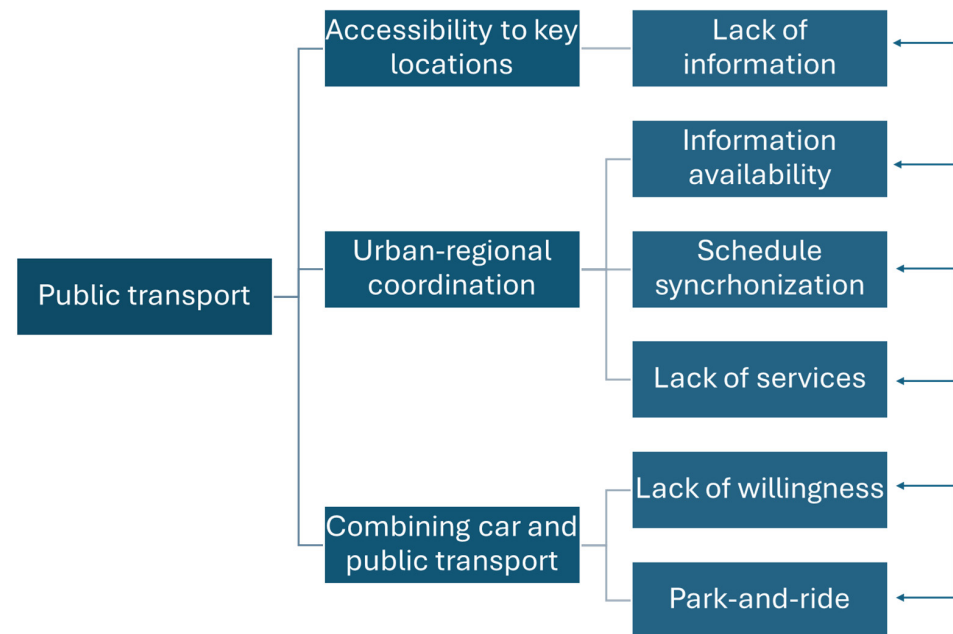 Public transport
Accessibility to key
locations
Lack of
information
Urban-regional
coordination
Information
availability
Schedule
syncrhonization
Lack of services
Combining car and
public transport
Lack of willingness
Park-and-ride